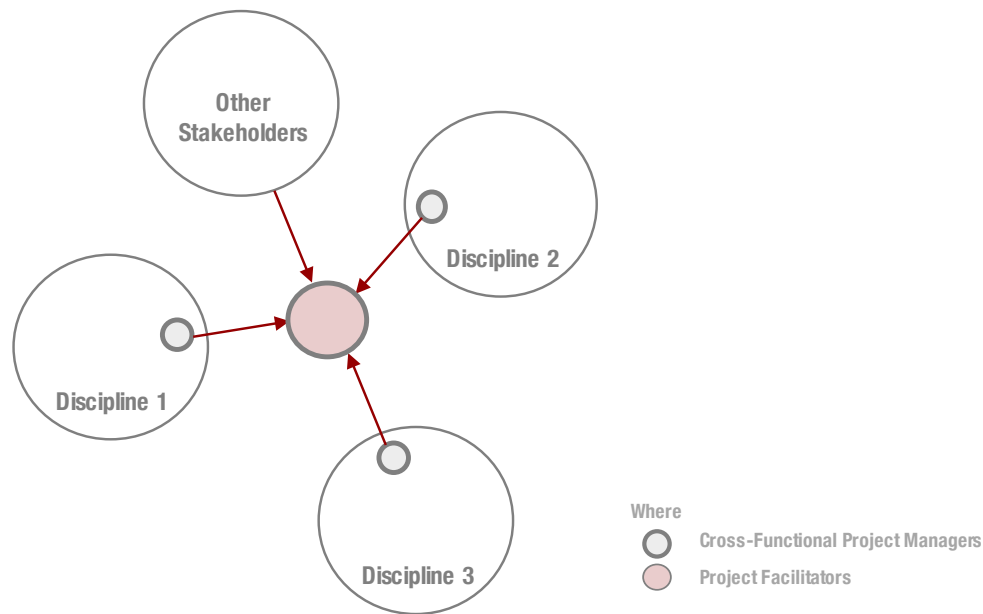 Other
Stakeholders
Discipline 2
Discipline 1
Discipline 3
Where
Cross-Functional Project Managers
Project Facilitators